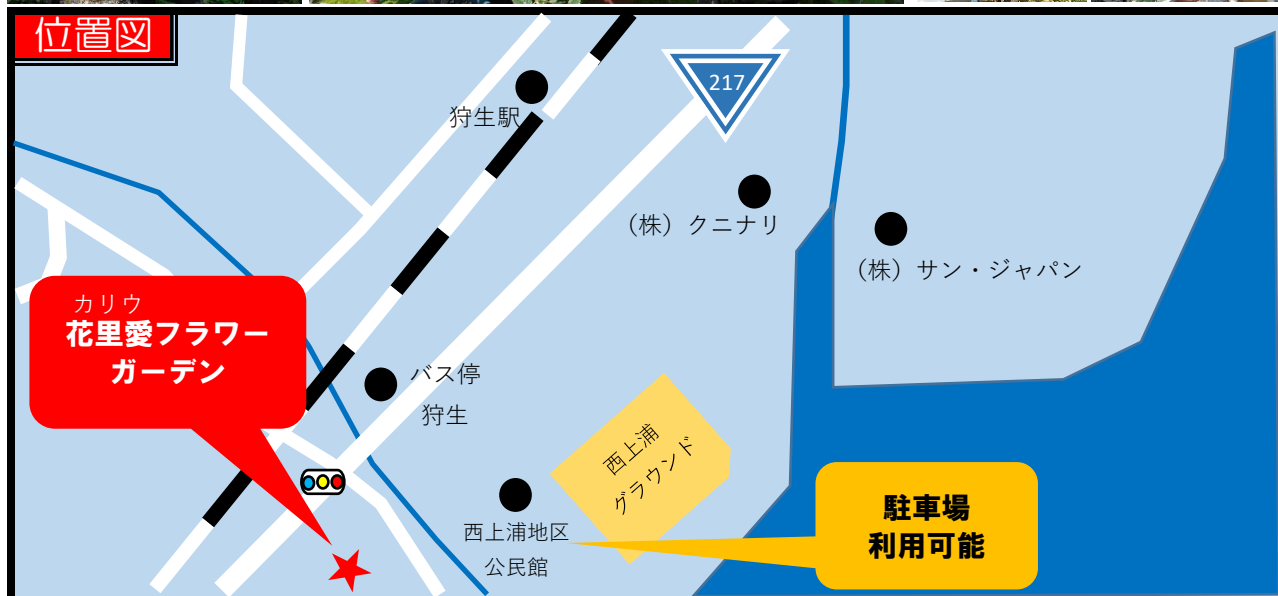 位置図
217
狩生駅
(株)クニナリ
(株)サン・ジャパン
カリウ
花里愛フラワー
ガーデン
バス停
狩生
西上浦
グラウンド
西上浦地区
公民館
駐車場
利用可能